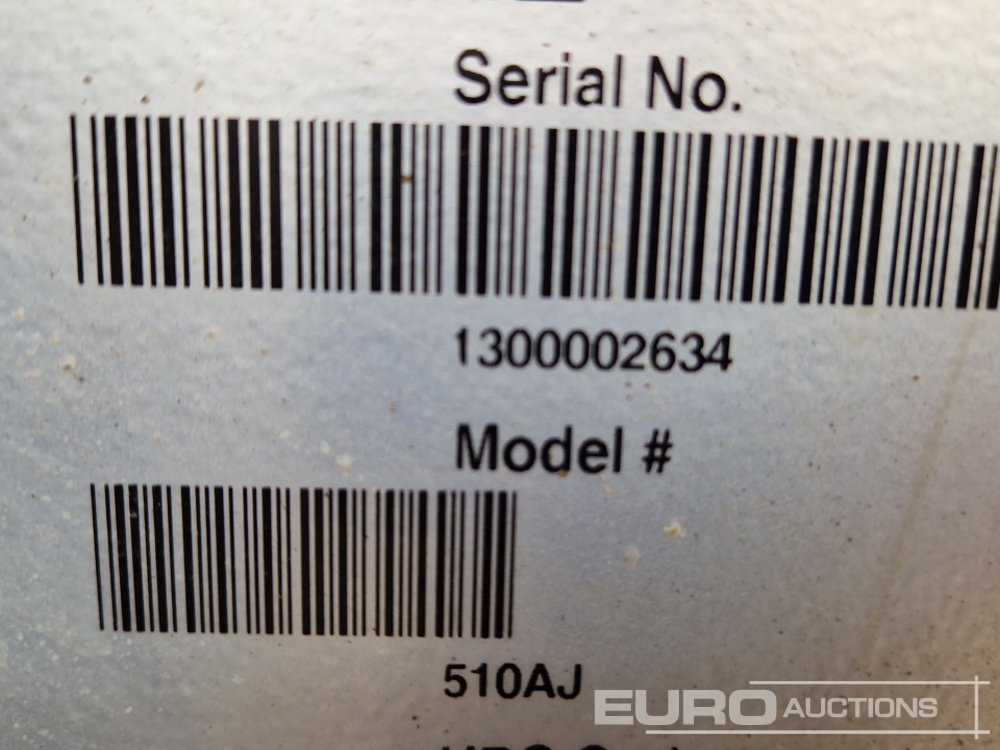 Serial No.
1300002634
Model #
510AJ
EURO AUCTIONS